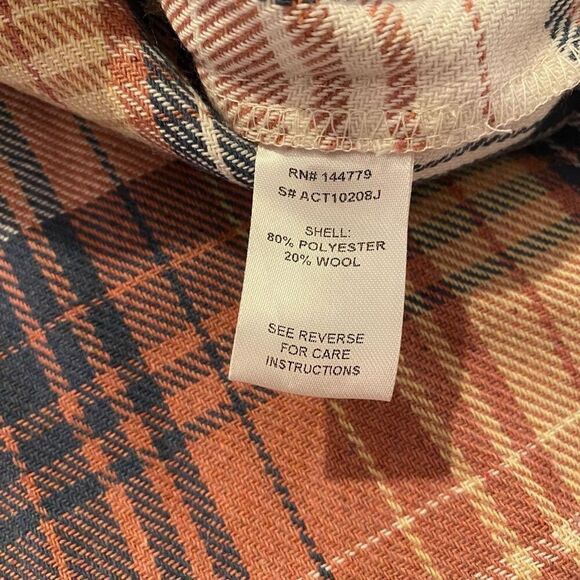 RN# 144779
S# ACT10208J
SHELL:
80% POLYESTER
20% WOOL
SEE REVERSE
FOR CARE
INSTRUCTIONS